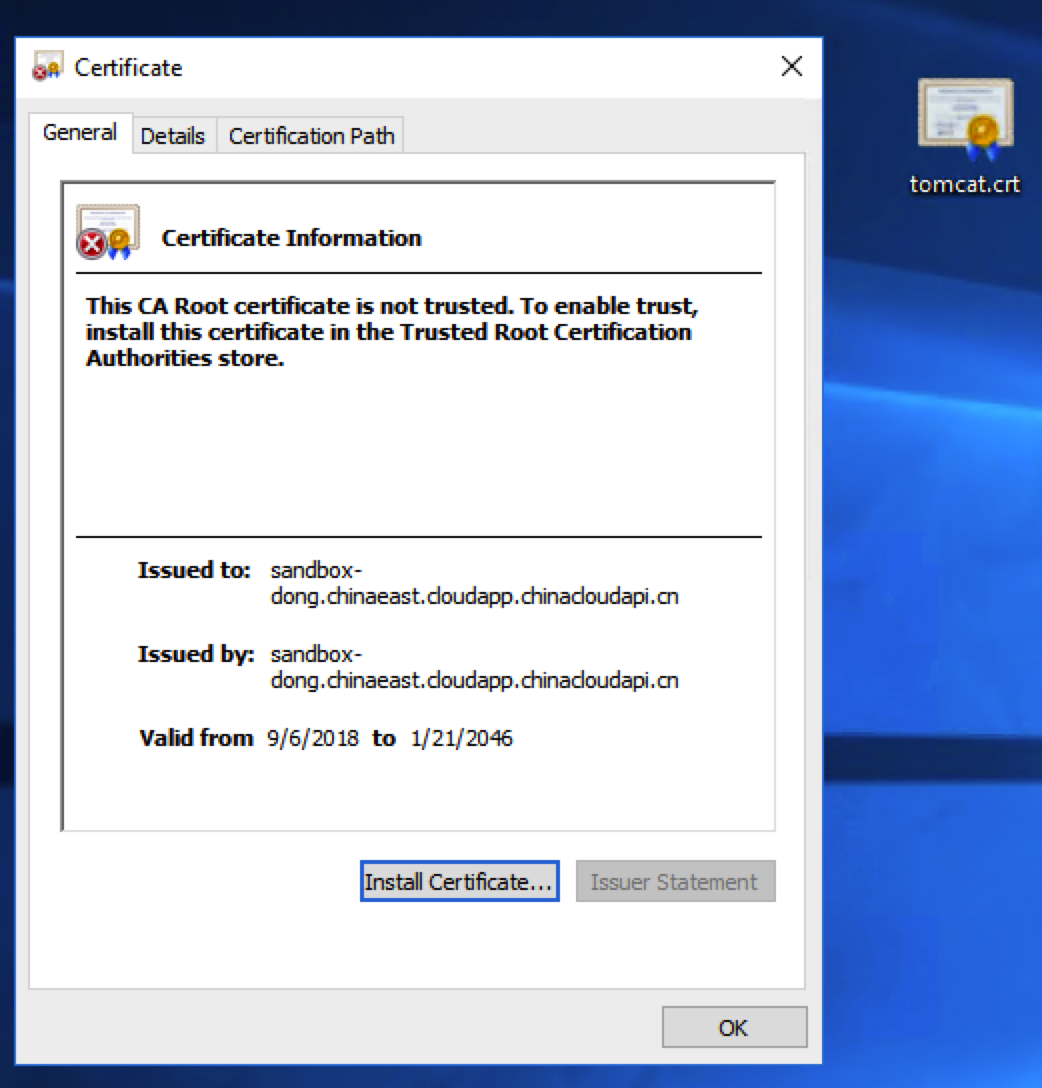 Certificate
tomcat.crt
General
Details
Certification Path
Certificate Information
This CA Root certificate is not trusted. To enable trust,
install this certificate in the Trusted Root Certification
Authorities store.
Issued to: sandbox-
dong.chinaeast.cloudapp.chinacloudapi.cn
Issued by: sandbox-
dong.chinaeast.cloudapp.chinacloudapi.cn
Valid from 9/6/2018 to 1/21/2046
Install Certificate...
Issuer Statement
OK